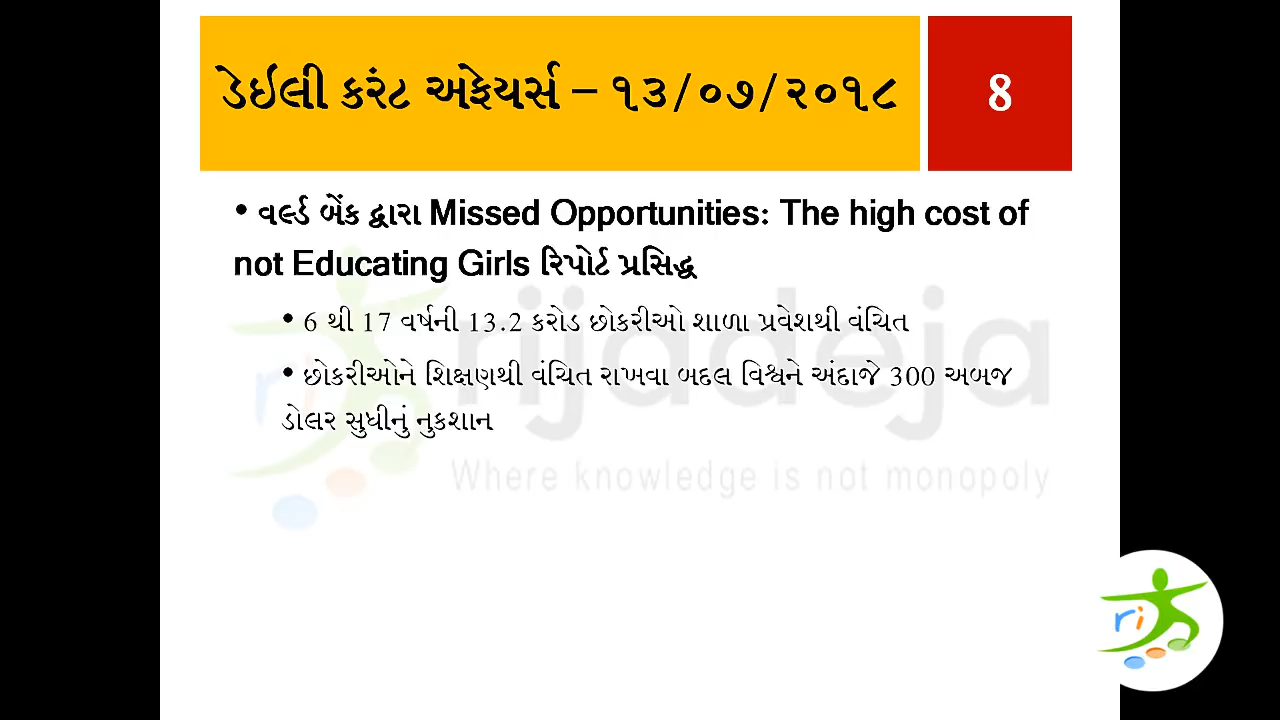 ડેઈલી કરંટ અફેયર્સ – ૧૩/૦૭/૨૦૧૮
8
• વર્લ્ડ બેંક દ્વારા Missed Opportunities: The high cost of
not Educating Girls રિપોર્ટ પ્રસિદ્ધ
• 6 થી 17 વર્ષની 13.2 કરોડ છોકરીઓ શાળા પ્રવેશથી વંચિત
• છોકરીઓને શિક્ષણથી વંચિત રાખવા બદલ વિશ્વને અંદાજે 300 અબજ
ડોલર સુધીનું નુકશાન
rijadeja
Where knowledge is not monopoly
ri